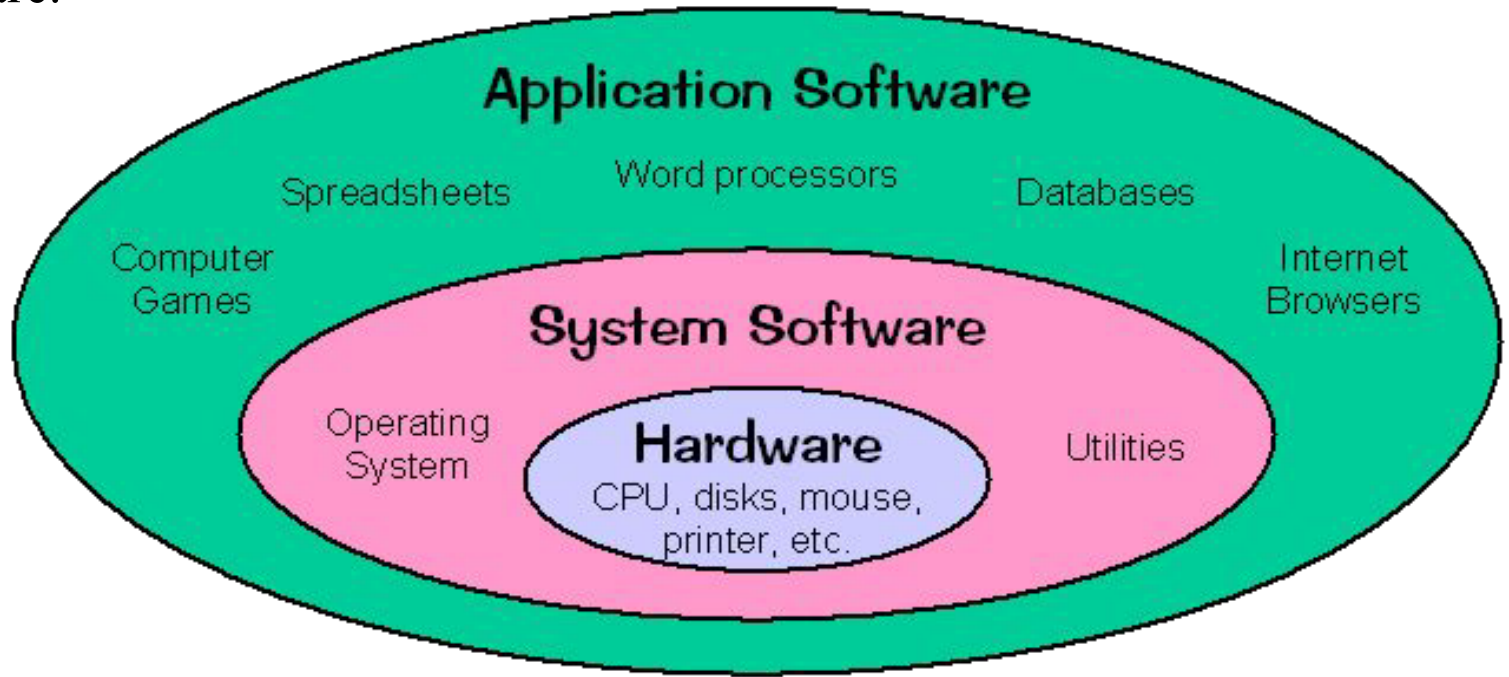 Application Software
Word processors
Spreadsheets
Databases
Computer
Games
Internet
Browsers
System Software
Operating
System
Hardware
CPU, disks, mouse,
printer, etc.
Utilities